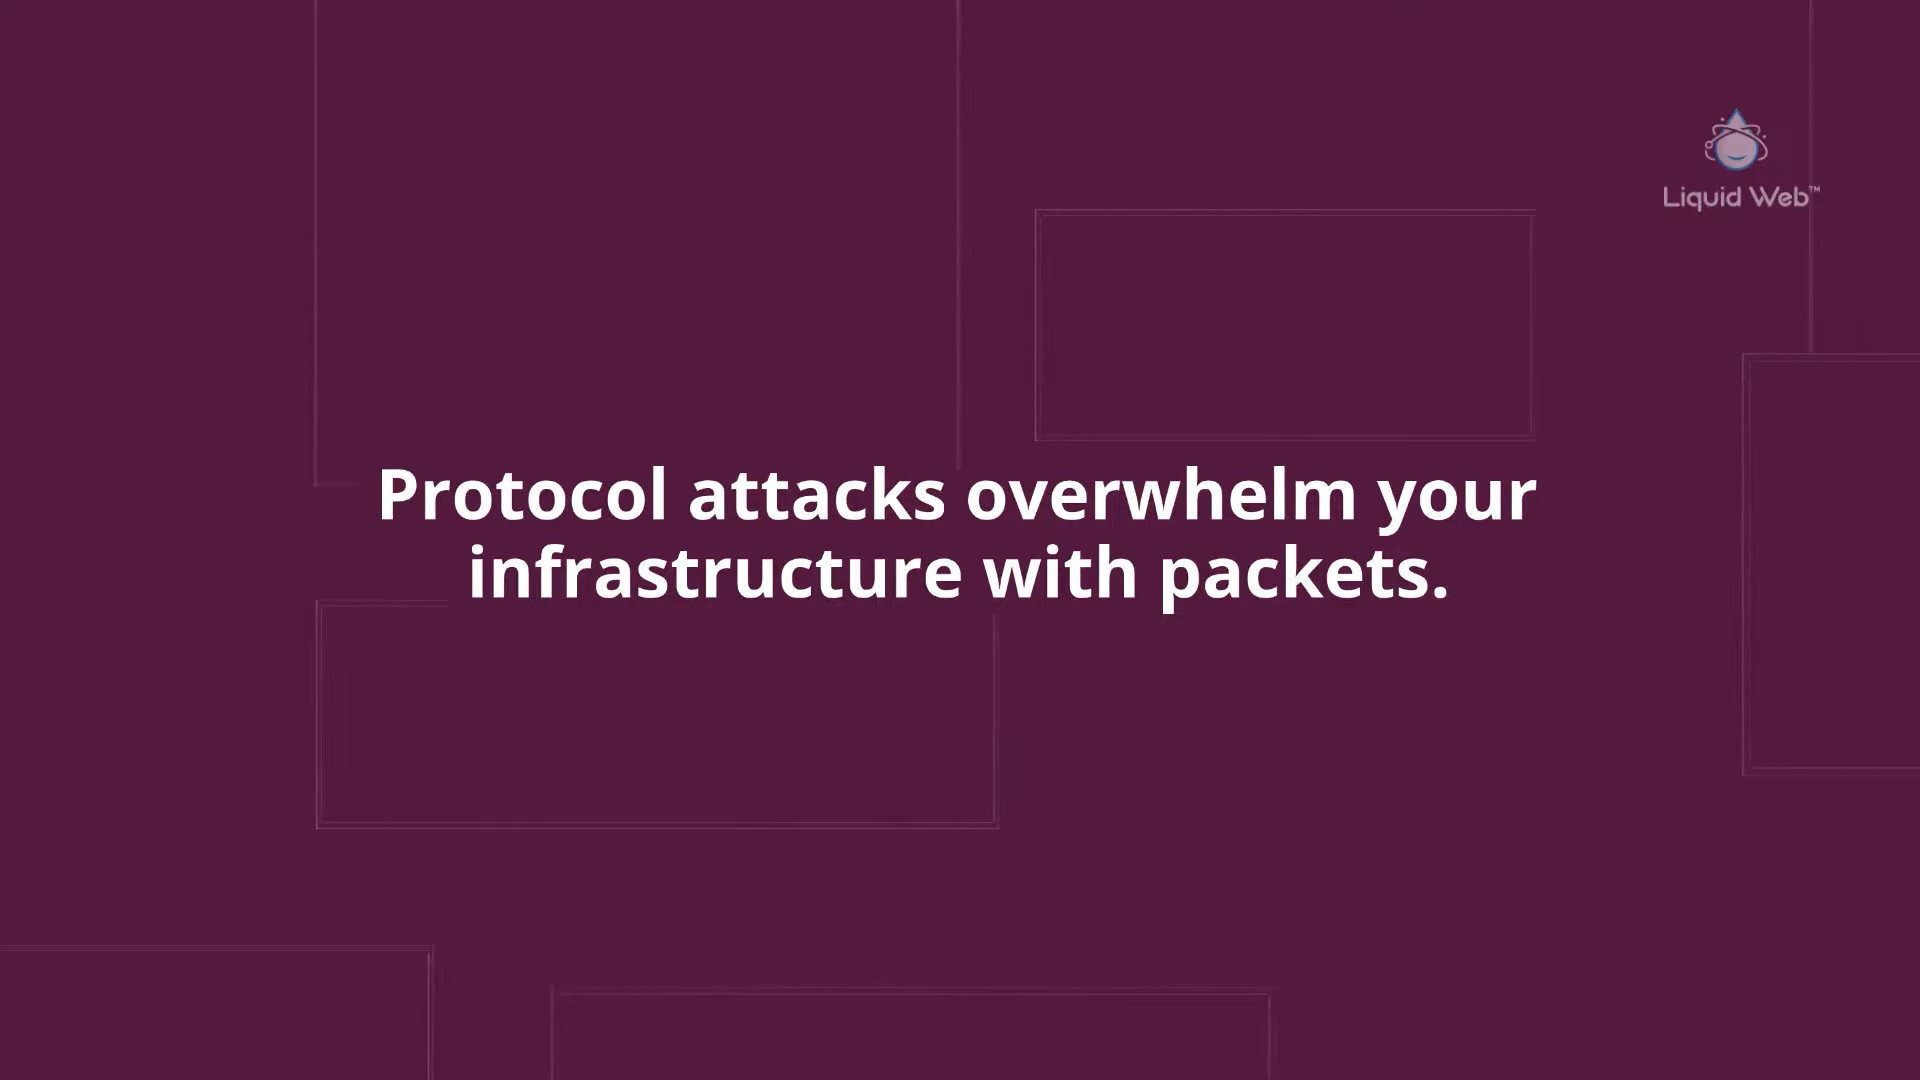 Liquid Web™
Protocol attacks overwhelm your
infrastructure with packets.